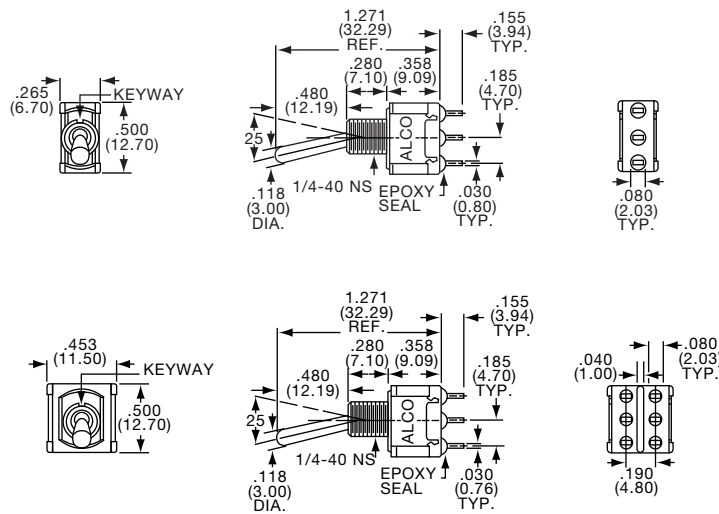 .265
(6.70)
KEYWAY
.500
(12.70)
1.271
(32.29)
REF.
.155
(3.94)
TYP.
.280
(7.10)
.358
(9.09)
.185
(4.70)
TYP.
.480
(12.19)
25
ALCO
.118
(3.00)
DIA.
1/4-40 NS
EPOXY
SEAL
.030
(0.80)
TYP.
.080
(2.03)
TYP.
.453
(11.50)
KEYWAY
.500
(12.70)
1.271
(32.29)
REF.
.155
(3.94)
TYP.
.280
(7.10)
.358
(9.09)
.185
(4.70)
TYP.
.480
(12.19)
25
ALCO
.118
(3.00)
DIA.
1/4-40 NS
EPOXY
SEAL
.030
(0.76)
TYP.
.040
(1.00)
.080
(2.03)
TYP.
.190
(4.80)